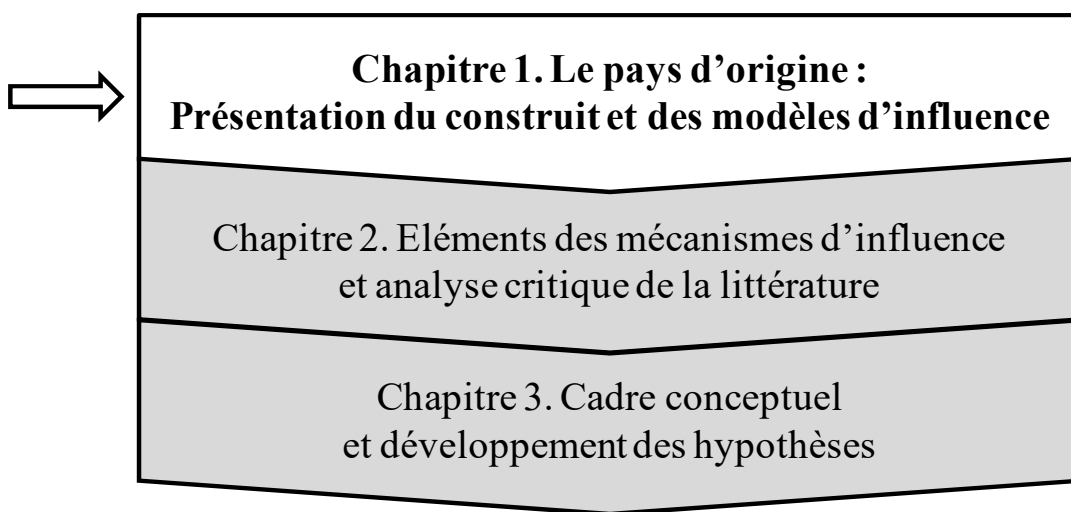 Chapitre 1. Le pays d’origine :
Présentation du construit et des modèles d’influence
Chapitre 2. Eléments des mécanismes d’influence
et analyse critique de la littérature
Chapitre 3. Cadre conceptuel
et développement des hypothèses